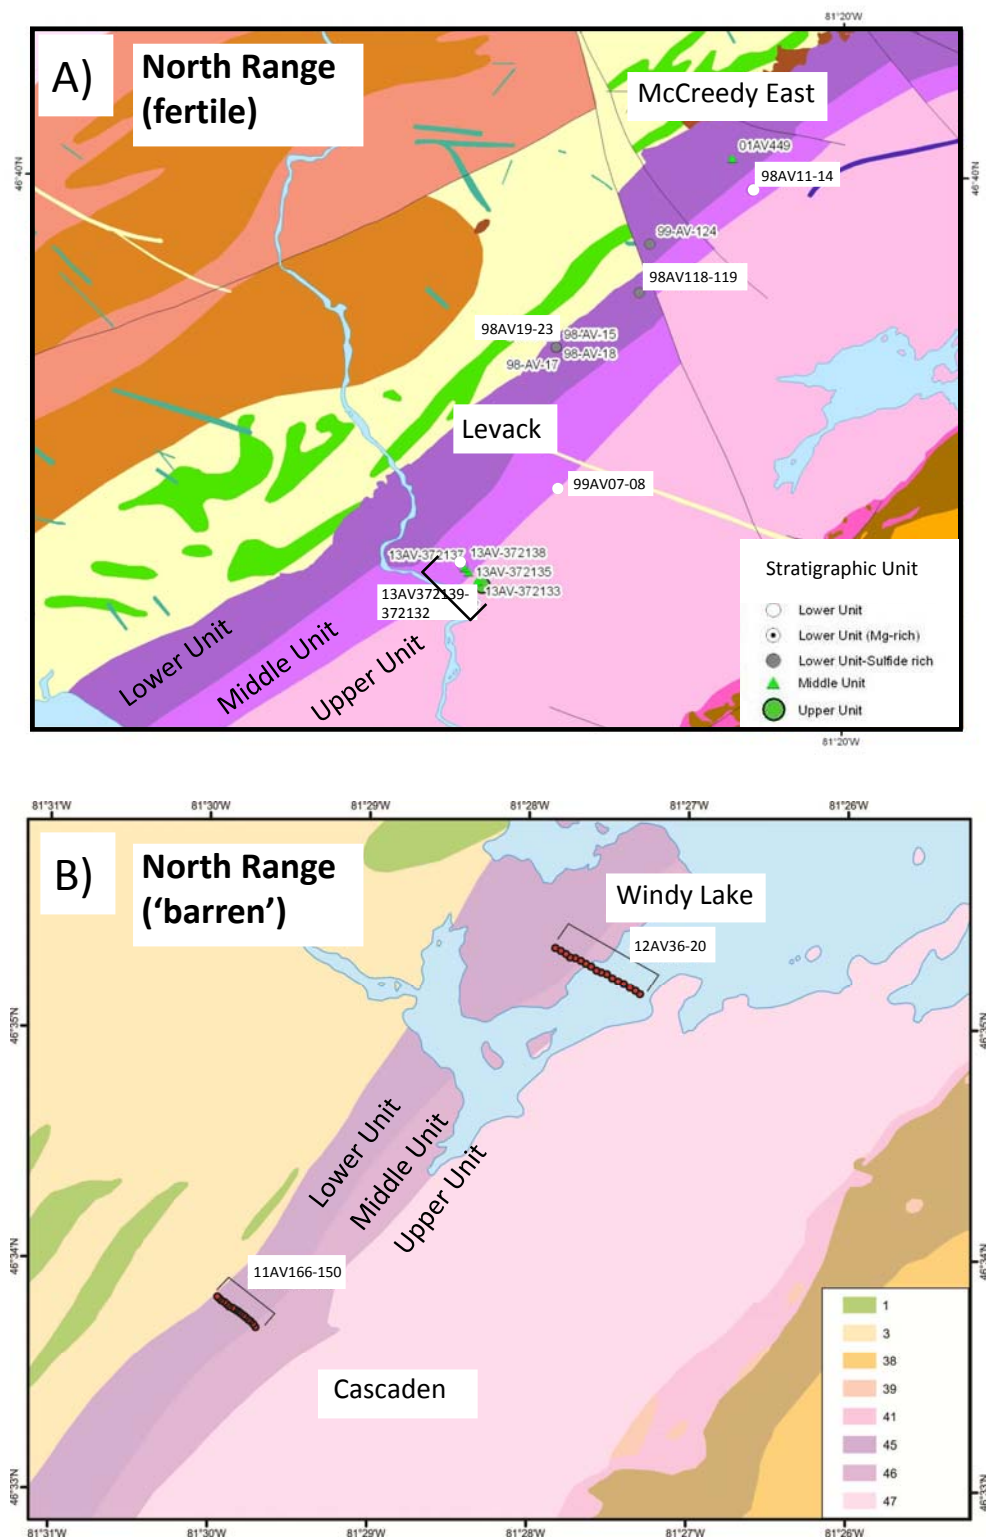 81°20'W
A)
North Range
(fertile)
McCreedy East
46°40'N
46°40'N
01AV449
98AV11-14
99-AV-124
98AV118-119
98AV19-23
98-AV-15
98-AV-18
98-AV-17
Levack
99AV07-08
13AV-372137
13AV-372138
13AV-372135
13AV-372133
13AV372139-
372132
Lower Unit
Middle Unit
Upper Unit
Stratigraphic Unit
Lower Unit
Lower Unit (Mg-rich)
Lower Unit-Sulfide rich
Middle Unit
Upper Unit
81°20'W
81°31'W
81°30'W
81°29'W
81°28'W
81°27'W
81°26'W
B)
North Range
('barren')
Windy Lake
12AV36-20
46°35'N
46°35'N
Lower Unit
Middle Unit
Upper Unit
46°34'N
46°34'N
11AV166-150
Cascaden
1
3
38
39
41
45
46
47
46°33'N
46°33'N
81°31'W
81°30'W
81°29'W
81°28'W
81°27'W
81°26'W